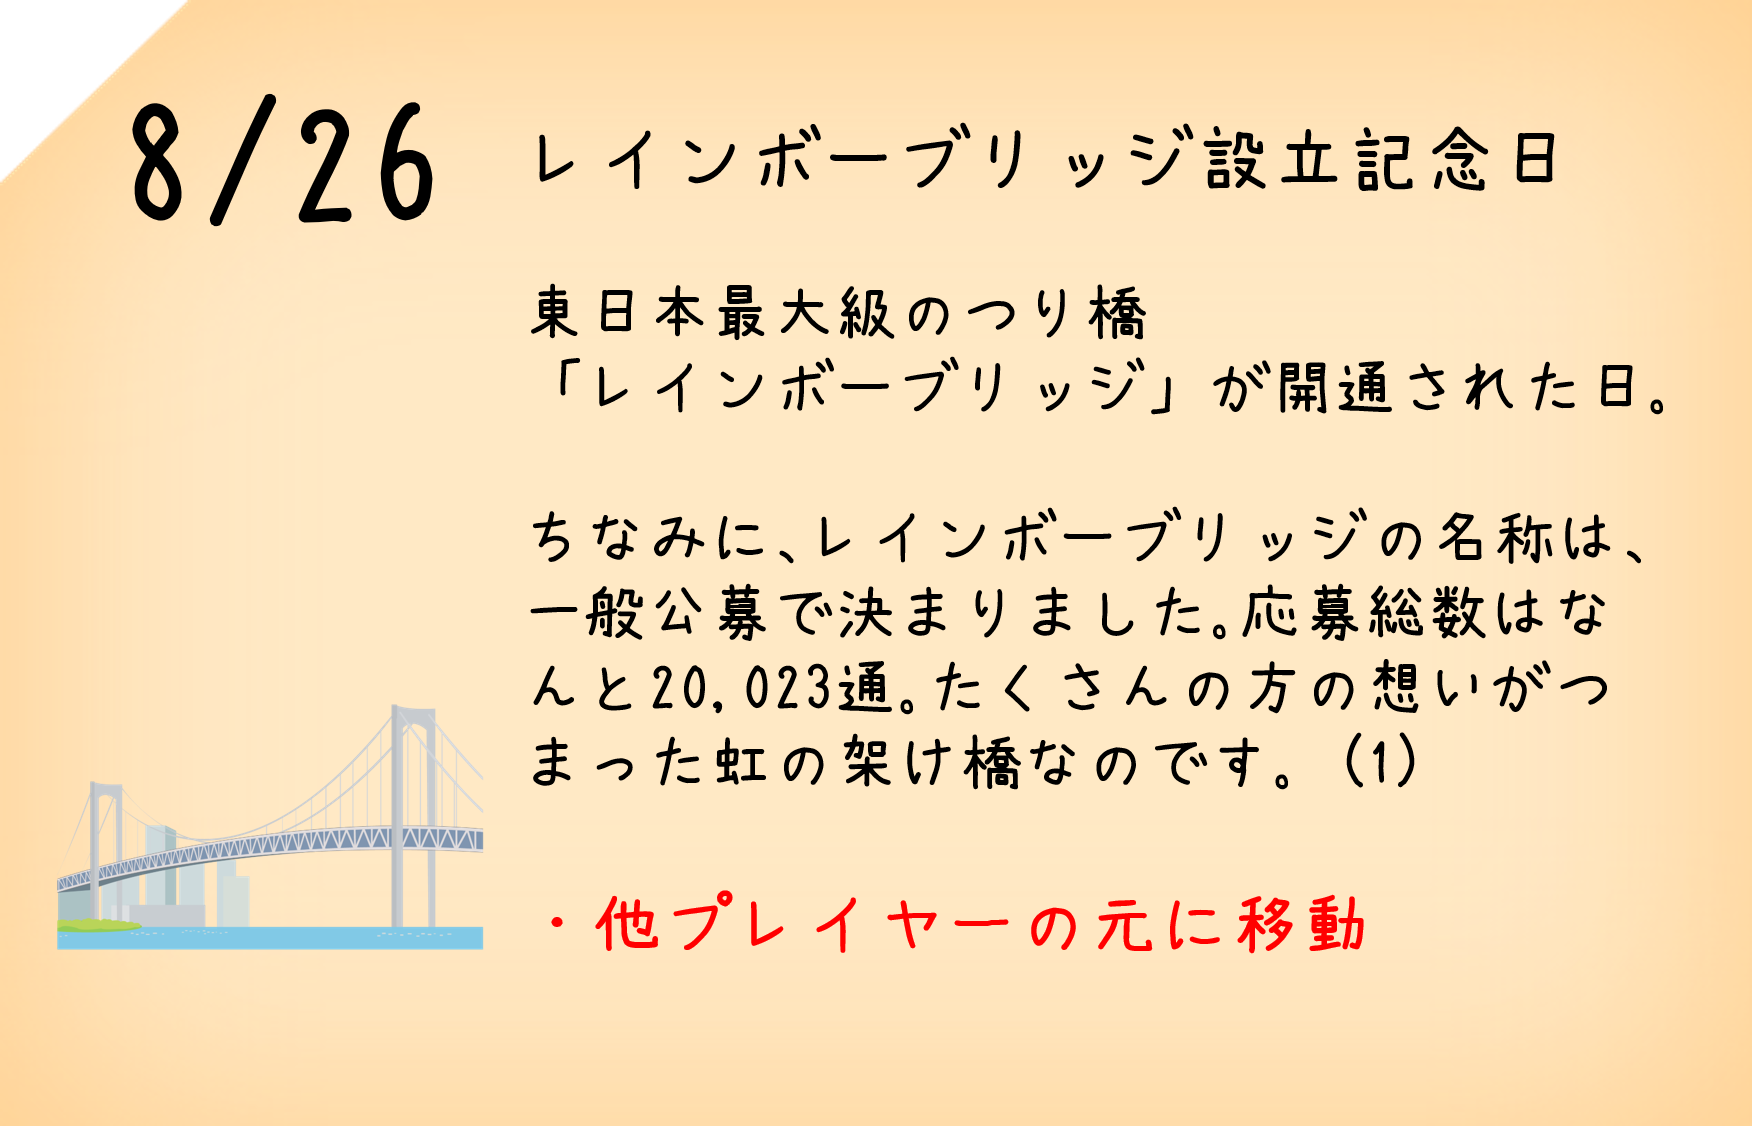 8/26
レインボーブリッジ設立記念日
東日本最大級のつり橋
「レインボーブリッジ」が開通された日。
ちなみに、レインボーブリッジの名称は、
一般公募で決まりました。応募総数はな
んと20,023通。たくさんの方の想いがつ
まった虹の架け橋なのです。(1)
・他プレイヤーの元に移動